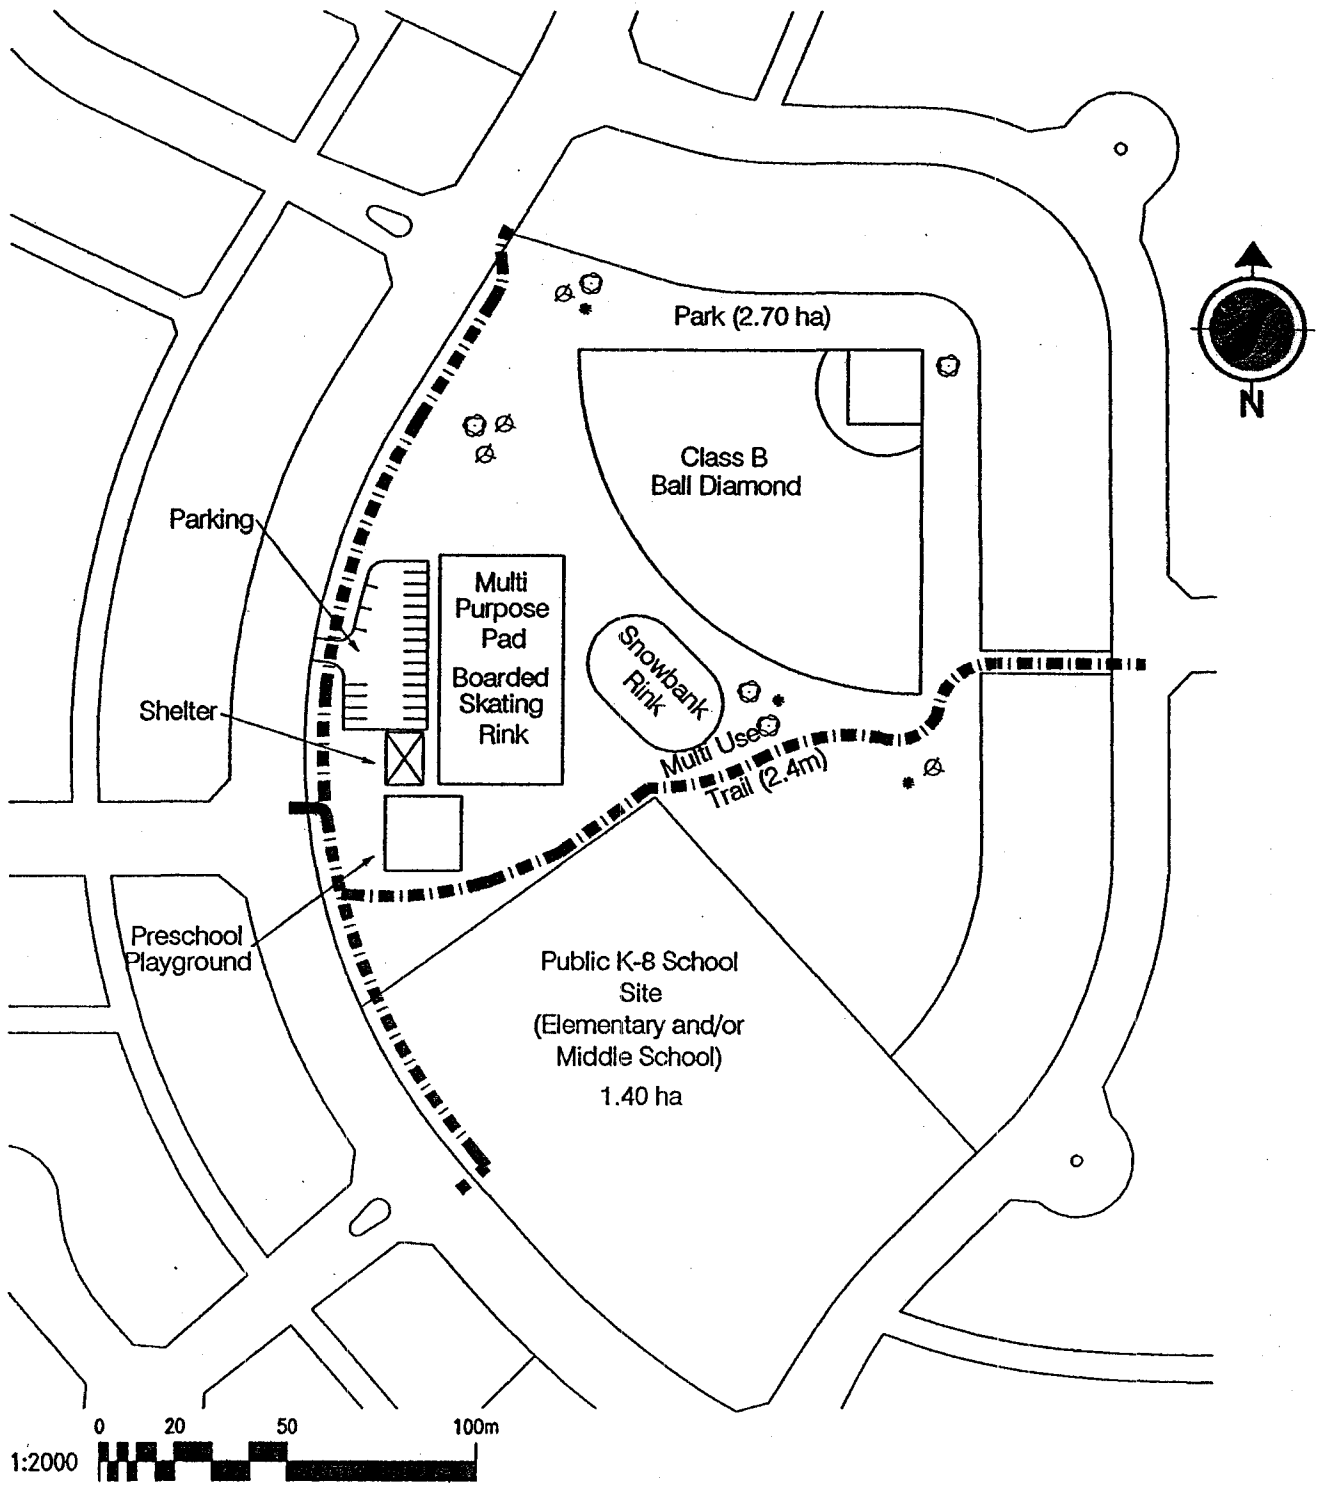 Park (2.70 ha)
N
Class B
Ball Diamond
Parking
Multi
Purpose
Pad
Boarded
Skating
Rink
Snowbank
Rink
Shelter
Multi Use
Trail (2.4m)
Preschool
Playground
Public K-8 School
Site
(Elementary and/or
Middle School)
1.40 ha
0 20 50 100m
1:2000